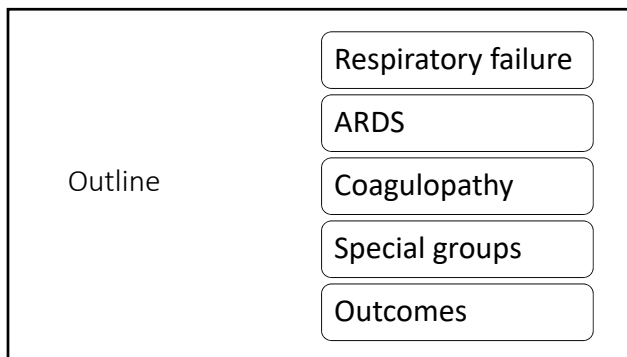 Outline
Respiratory failure
ARDS
Coagulopathy
Special groups
Outcomes